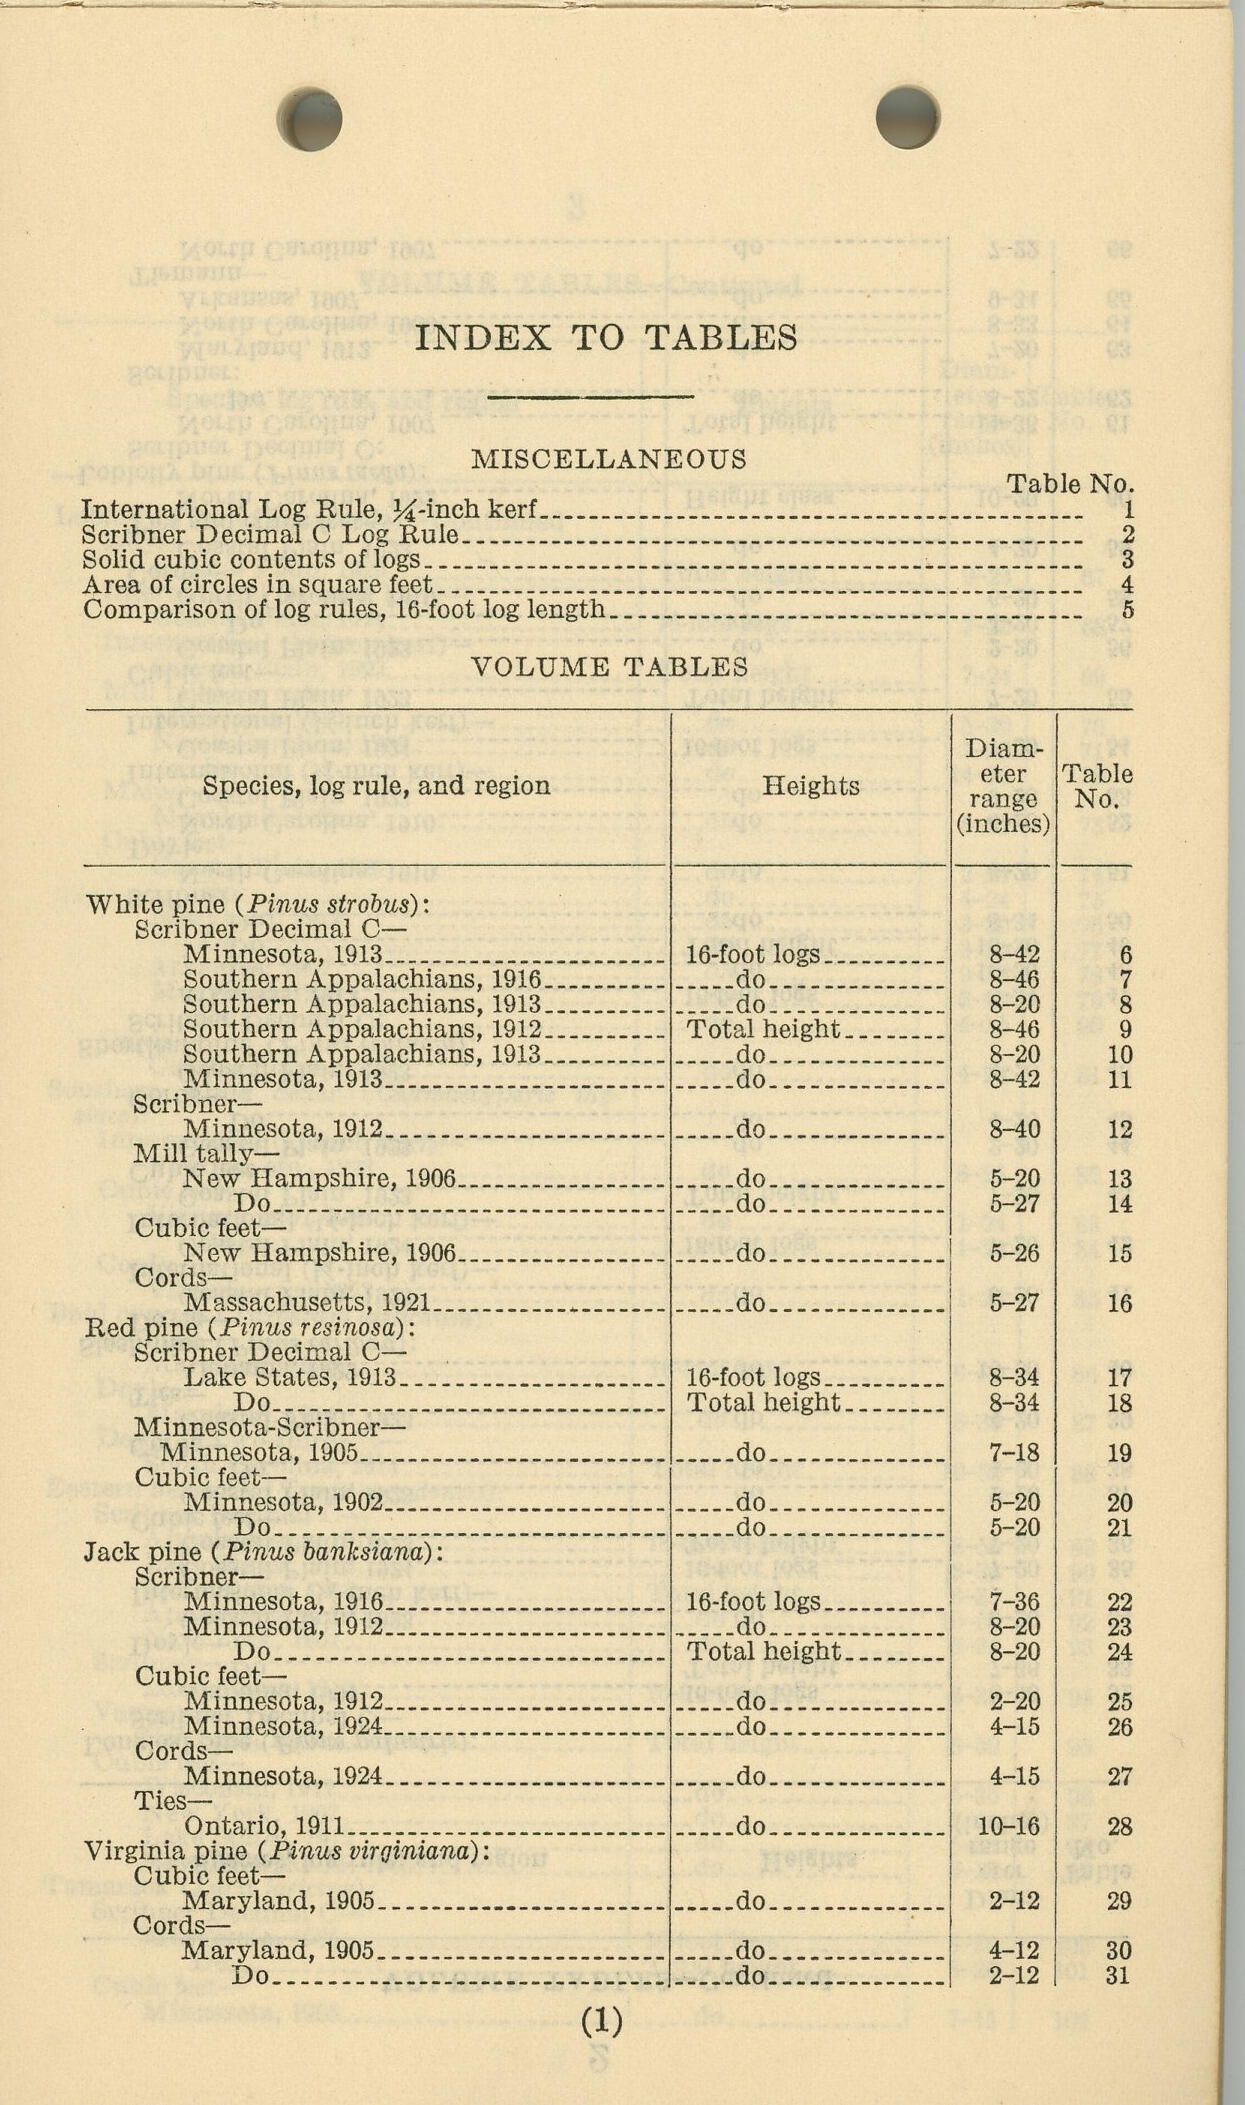 INDEX TO TABLES
MISCELLANEOUS
Table No.
International Log Rule, ¼-inch kerf 1
Scribner Decimal C Log Rule 2
Solid cubic contents of logs 3
Area of circles in square feet 4
Comparison of log rules, 16-foot log length 5
VOLUME TABLES
Species, log rule, and region Heights Diam-eter range (inches) Table No.
White pine (Pinus strobus):
Scribner Decimal C—
Minnesota, 1913 16-foot logs 8–42 6
Southern Appalachians, 1916 do 8–46 7
Southern Appalachians, 1913 do 8–20 8
Southern Appalachians, 1912 Total height 8–46 9
Southern Appalachians, 1913 do 8–20 10
Minnesota, 1913 do 8–42 11
Scribner—
Minnesota, 1912 do 8–40 12
Mill tally—
New Hampshire, 1906 do 5–20 13
Do do 5–27 14
Cubic feet—
New Hampshire, 1906 do 5–26 15
Cords—
Massachusetts, 1921 do 5–27 16
Red pine (Pinus resinosa):
Scribner Decimal C—
Lake States, 1913 16-foot logs 8–34 17
Do Total height 8–34 18
Minnesota-Scribner—
Minnesota, 1905 do 7–18 19
Cubic feet—
Minnesota, 1902 do 5–20 20
Do do 5–20 21
Jack pine (Pinus banksiana):
Scribner—
Minnesota, 1916 16-foot logs 7–36 22
Minnesota, 1912 do 8–20 23
Do Total height 8–20 24
Cubic feet—
Minnesota, 1912 do 2–20 25
Minnesota, 1924 do 4–15 26
Cords—
Minnesota, 1924 do 4–15 27
Ties—
Ontario, 1911 do 10–16 28
Virginia pine (Pinus virginiana):
Cubic feet—
Maryland, 1905 do 2–12 29
Cords—
Maryland, 1905 do 4–12 30
Do do 2–12 31
(1)